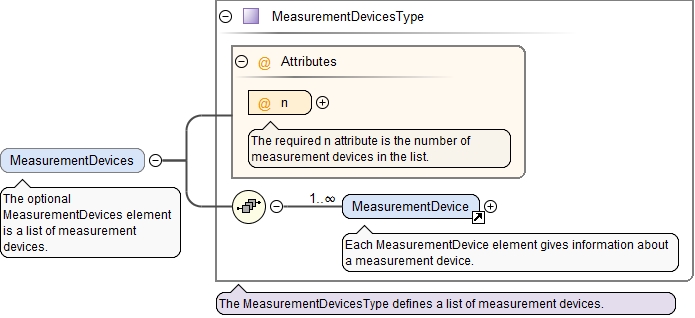 MeasurementDevicesType
@ Attributes
@ n
The required n attribute is the number of
measurement devices in the list.
MeasurementDevices
The optional
MeasurementDevices element
is a list of measurement
devices.
1..∞
MeasurementDevice
Each MeasurementDevice element gives information about
a measurement device.
The MeasurementDevicesType defines a list of measurement devices.